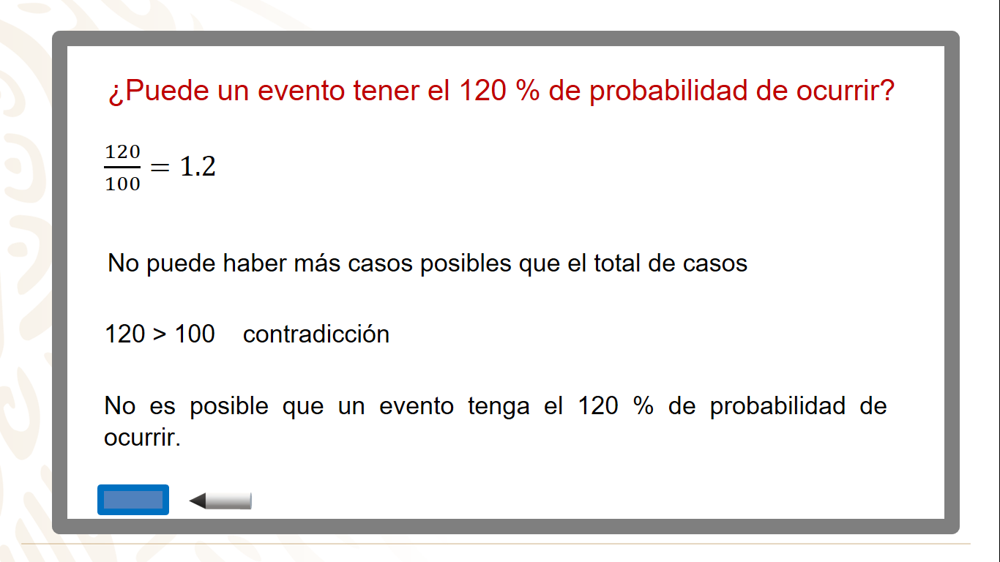 ¿Puede un evento tener el 120 % de probabilidad de ocurrir?
120/100 = 1.2
No puede haber más casos posibles que el total de casos
120 > 100 contradicción
No es posible que un evento tenga el 120 % de probabilidad de
ocurrir.